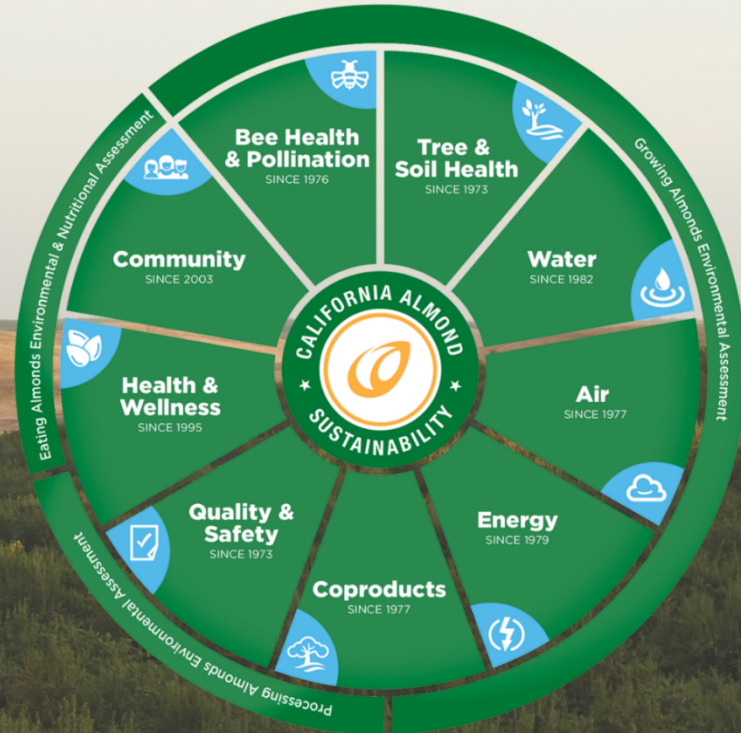 Bee Health
& Pollination
SINCE 1976
Tree &
Soil Health
SINCE 1973
Water
SINCE 1982
Air
SINCE 1977
Energy
SINCE 1979
Coproducts
SINCE 1977
Quality &
Safety
SINCE 1973
Health &
Wellness
SINCE 1995
Community
SINCE 2003
CALIFORNIA ALMOND
SUSTAINABILITY
Growing Almonds Environmental Assessment
Processing Almonds Environmental Assessment
Eating Almonds Environmental & Nutritional Assessment